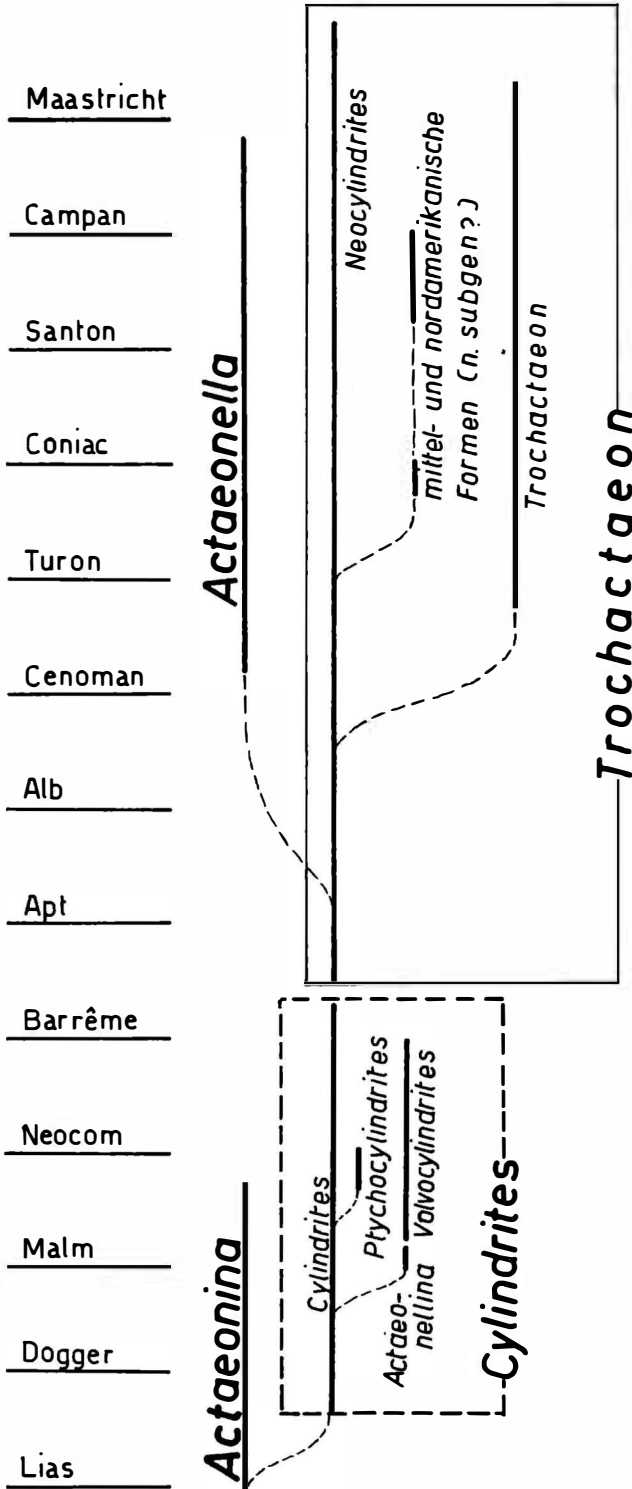 Maastricht
Campan
Santon
Coniac
Turon
Cenoman
Alb
Apt
Barrême
Neocom
Malm
Dogger
Lias
Actaeonella
Actaeonina
Neocylindrites
mittel- und nordamerikanische
Formen (n. subgen?)
Trochactaeon
Trochactaeon
Cylindrites
Ptychocylindrites
Actaeo-
nellina Volvocylindrites
Cylindrites